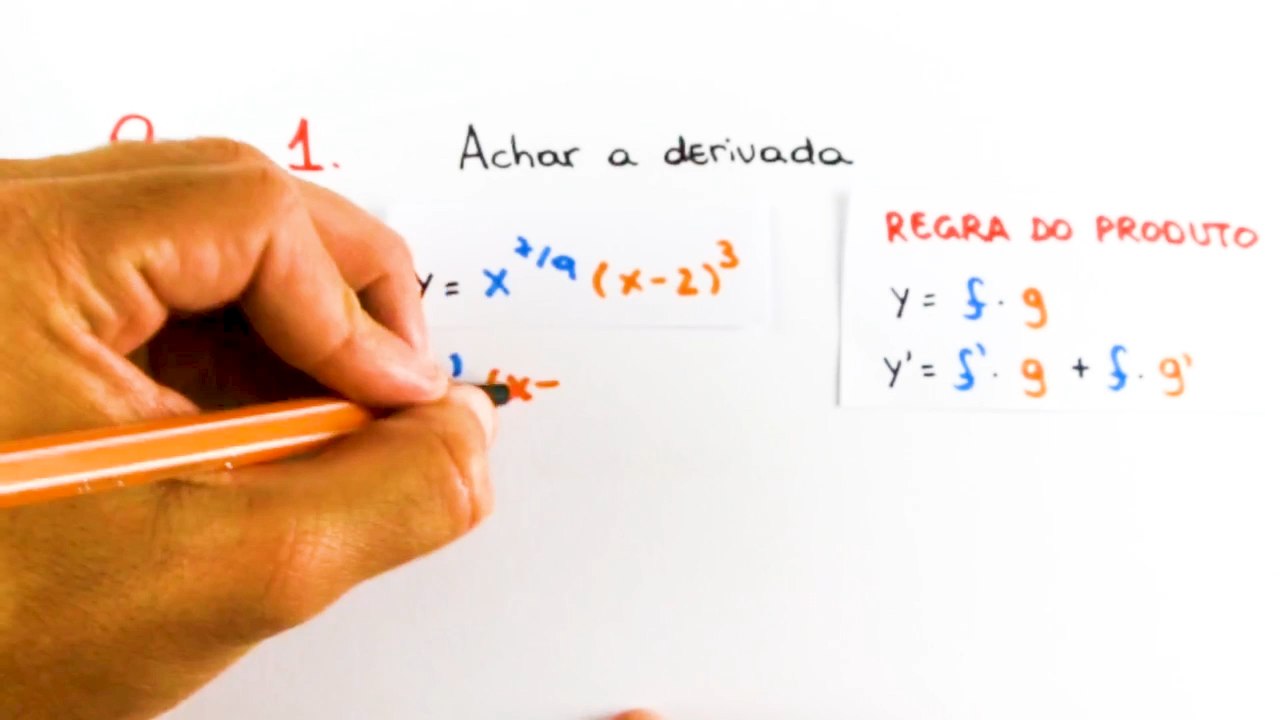 1. Achar a derivada
y = x^7/9 (x-2)^3
(x-
REGRA DO PRODUTO
y = f · g
y' = f' · g + f · g'